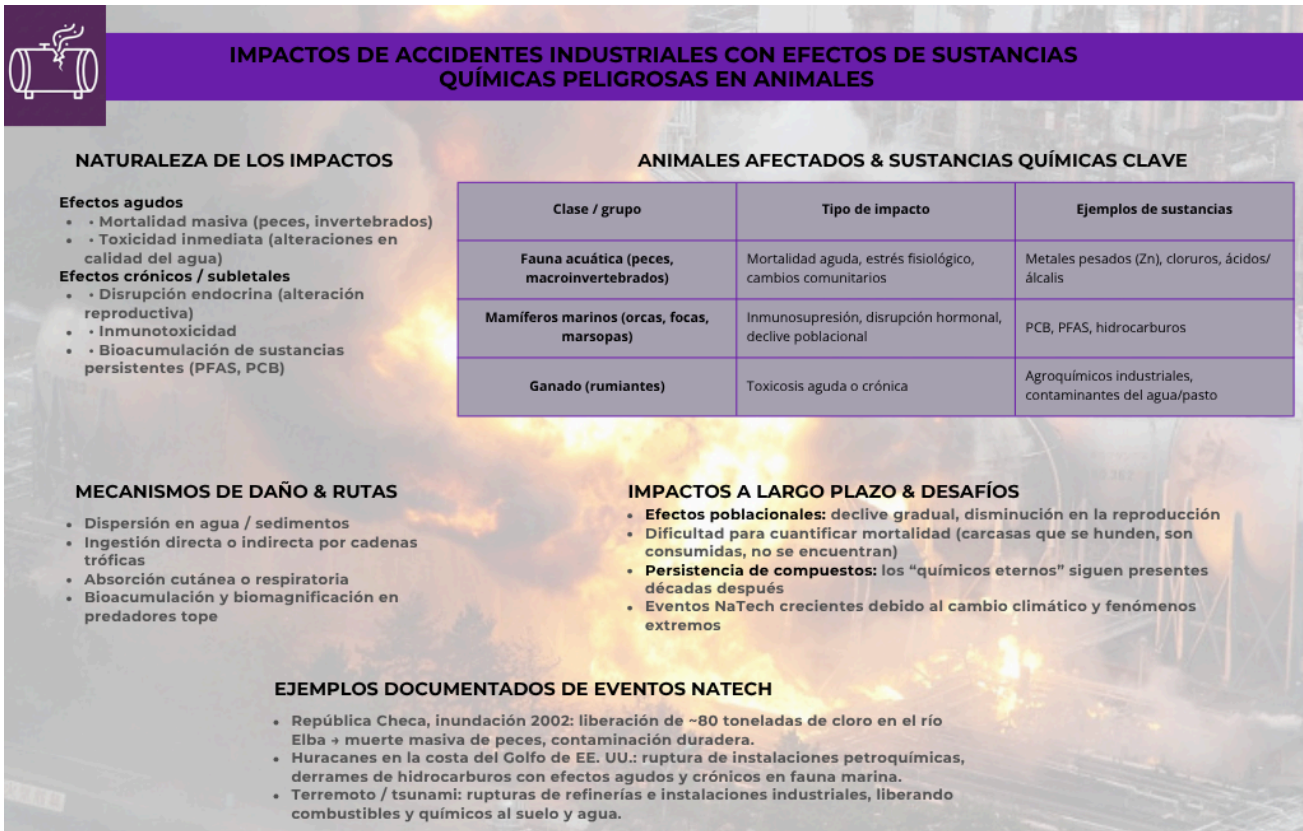 IMPACTOS DE ACCIDENTES INDUSTRIALES CON EFECTOS DE SUSTANCIAS
QUÍMICAS PELIGROSAS EN ANIMALES
NATURALEZA DE LOS IMPACTOS
Efectos agudos
• · Mortalidad masiva (peces, invertebrados)
• · Toxicidad inmediata (alteraciones en
calidad del agua)
Efectos crónicos / subletales
• · Disrupción endocrina (alteración
reproductiva)
• · Inmunotoxicidad
• · Bioacumulación de sustancias
persistentes (PFAS, PCB)
ANIMALES AFECTADOS & SUSTANCIAS QUÍMICAS CLAVE
Clase / grupo
Tipo de impacto
Ejemplos de sustancias
Fauna acuática (peces,
macroinvertebrados)
Mortalidad aguda, estrés fisiológico,
cambios comunitarios
Metales pesados (Zn), cloruros, ácidos/
álcalis
Mamíferos marinos (orcas, focas,
marsopas)
Inmunosupresión, disrupción hormonal,
declive poblacional
PCB, PFAS, hidrocarburos
Ganado (rumiantes)
Toxicosis aguda o crónica
Agroquímicos industriales,
contaminantes del agua/pasto
MECANISMOS DE DAÑO & RUTAS
• Dispersión en agua / sedimentos
• Ingestión directa o indirecta por cadenas
tróficas
• Absorción cutánea o respiratoria
• Bioacumulación y biomagnificación en
predadores tope
IMPACTOS A LARGO PLAZO & DESAFÍOS
• Efectos poblacionales: declive gradual, disminución en la reproducción
• Dificultad para cuantificar mortalidad (carcasas que se hunden, son
consumidas, no se encuentran)
• Persistencia de compuestos: los “químicos eternos” siguen presentes
décadas después
• Eventos NaTech crecientes debido al cambio climático y fenómenos
extremos
EJEMPLOS DOCUMENTADOS DE EVENTOS NATECH
• República Checa, inundación 2002: liberación de ~80 toneladas de cloro en el río
Elba → muerte masiva de peces, contaminación duradera.
• Huracanes en la costa del Golfo de EE. UU.: ruptura de instalaciones petroquímicas,
derrames de hidrocarburos con efectos agudos y crónicos en fauna marina.
• Terremoto / tsunami: rupturas de refinerías e instalaciones industriales, liberando
combustibles y químicos al suelo y agua.